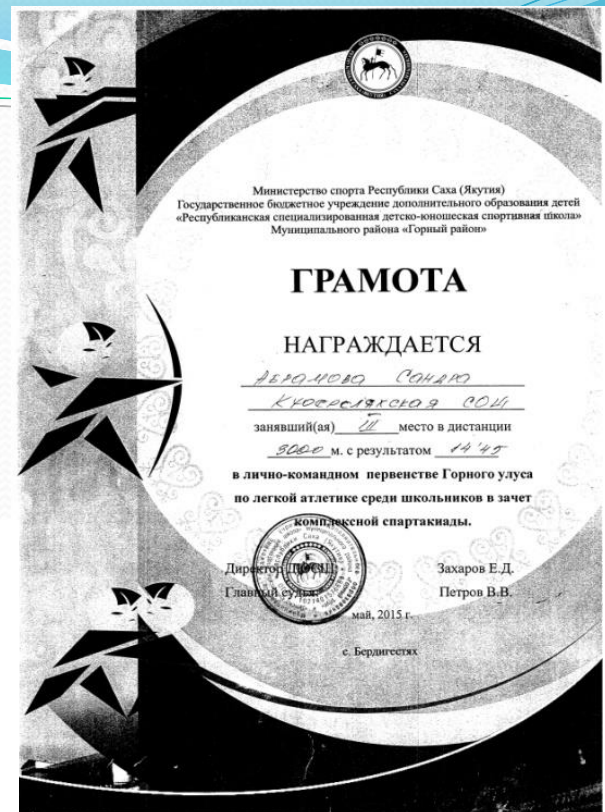 Министерство спорта Республики Саха (Якутия)
Государственное бюджетное учреждение дополнительного образования детей
«Республиканская специализированная детско-юношеская спортивная школа»
Муниципального района «Горный район»
ГРАМОТА
НАГРАЖДАЕТСЯ
Абрамова Сандра
СОШ
занявший(ая) III место в дистанции
3000 м. с результатом 14'45
в лично-командном первенстве Горного улуса
по легкой атлетике среди школьников в зачет
комплексной спартакиады.
Директор Захаров Е.Д.
Главный судья: Петров В.В.
май, 2015 г.
с. Бердигестях